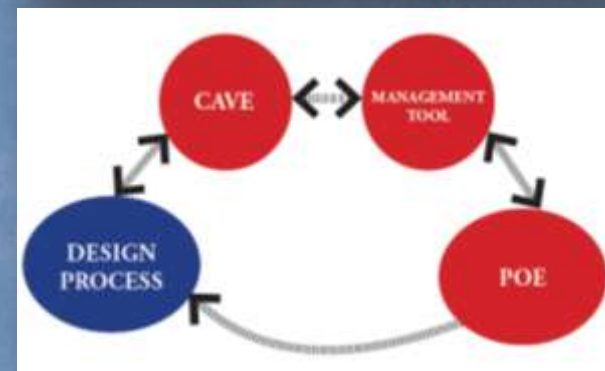 CAVE
MANAGEMENT
TOOL
DESIGN
PROCESS
POE